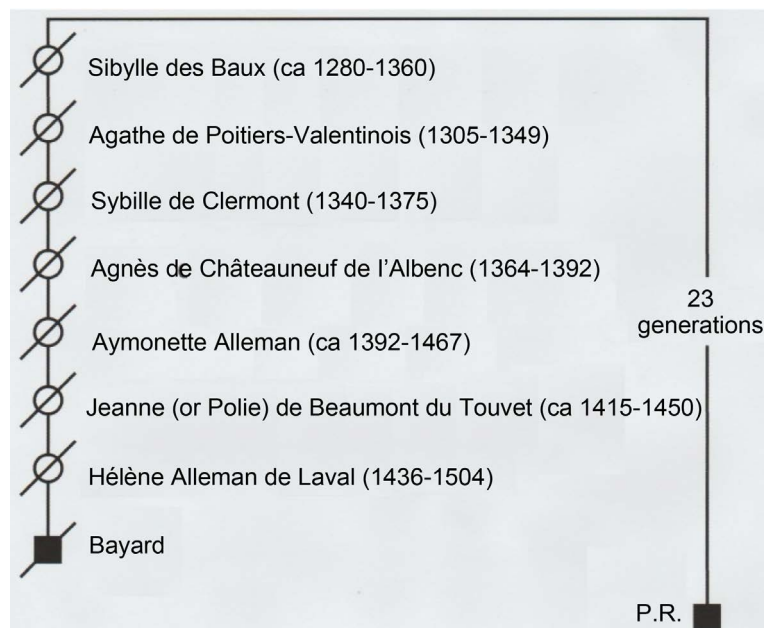 Sibylle des Baux (ca 1280-1360)
Agathe de Poitiers-Valentinois (1305-1349)
Sybille de Clermont (1340-1375)
Agnès de Châteauneuf de l'Albenc (1364-1392)
23
generations
Aymonette Alleman (ca 1392-1467)
Jeanne (or Polie) de Beaumont du Touvet (ca 1415-1450)
Hélène Alleman de Laval (1436-1504)
Bayard
P.R.